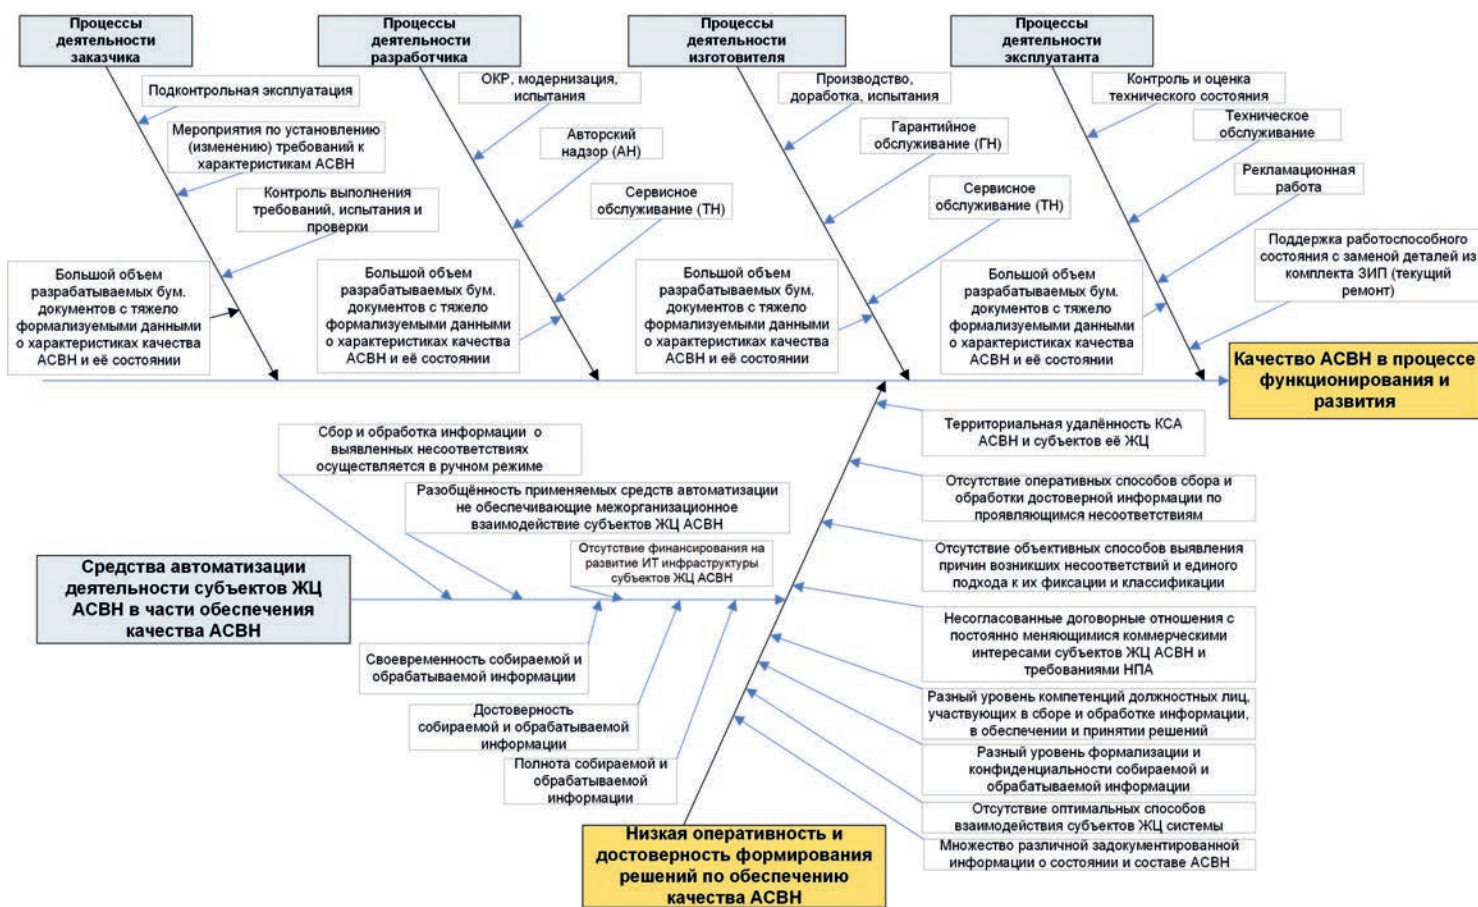 Процессы
деятельности
заказчика
Процессы
деятельности
разработчика
Процессы
деятельности
изготовителя
Процессы
деятельности
эксплуатанта
Подконтрольная эксплуатация
Мероприятия по установлению
(изменению) требований к
характеристикам АСВН
Контроль выполнения
требований, испытания и
проверки
Большой объем
разрабатываемых бум.
документов с тяжело
формализуемыми данными
о характеристиках качества
АСВН и её состоянии
ОКР, модернизация,
испытания
Авторский
надзор (АН)
Сервисное
обслуживание (ТН)
Большой объем
разрабатываемых бум.
документов с тяжело
формализуемыми данными
о характеристиках качества
АСВН и её состоянии
Производство,
доработка, испытания
Гарантийное
обслуживание (ГН)
Сервисное
обслуживание (ТН)
Большой объем
разрабатываемых бум.
документов с тяжело
формализуемыми данными
о характеристиках качества
АСВН и её состоянии
Контроль и оценка
технического состояния
Техническое
обслуживание
Рекламационная
работа
Поддержка работоспособного
состояния с заменой деталей из
комплекта ЗИП (текущий
ремонт)
Большой объем
разрабатываемых бум.
документов с тяжело
формализуемыми данными
о характеристиках качества
АСВН и её состоянии
Качество АСВН в процессе
функционирования и
развития
Сбор и обработка информации о
выявленных несоответствиях
осуществляется в ручном режиме
Разобщённость применяемых средств автоматизации
не обеспечивающие межорганизационное
взаимодействие субъектов ЖЦ АСВН
Отсутствие финансирования на
развитие ИТ инфраструктуры
субъектов ЖЦ АСВН
Средства автоматизации
деятельности субъектов ЖЦ
АСВН в части обеспечения
качества АСВН
Своевременность собираемой и
обрабатываемой информации
Достоверность
собираемой и обрабатываемой
информации
Полнота собираемой и
обрабатываемой
информации
Территориальная удалённость КСА
АСВН и субъектов её ЖЦ
Отсутствие оперативных способов сбора и
обработки достоверной информации по
проявляющимся несоответствиям
Отсутствие объективных способов выявления
причин возникших несоответствий и единого
подхода к их фиксации и классификации
Несогласованные договорные отношения с
постоянно меняющимися коммерческими
интересами субъектов ЖЦ АСВН и
требованиями НПА
Разный уровень компетенций должностных лиц,
участвующих в сборе и обработке информации,
в обеспечении и принятии решений
Разный уровень формализации и
конфиденциальности собираемой и
обрабатываемой информации
Отсутствие оптимальных способов
взаимодействия субъектов ЖЦ системы
Множество различной задокументированной
информации о состоянии и составе АСВН
Низкая оперативность и
достоверность формирования
решений по обеспечению
качества АСВН